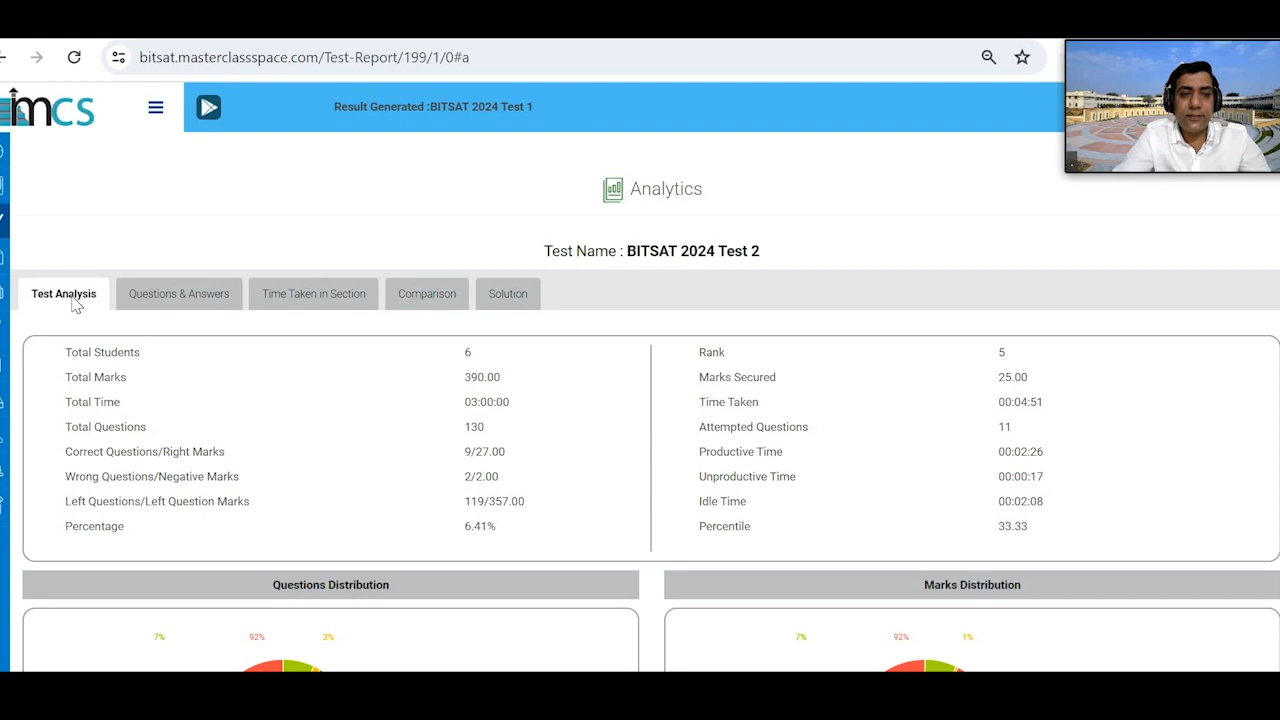 bitsat.masterclassspace.com/Test-Report/199/1/0#a
mcs
Result Generated :BITSAT 2024 Test 1
Analytics
Test Name : BITSAT 2024 Test 2
Test Analysis Questions & Answers Time Taken in Section Comparison Solution
Total Students 6 Rank 5
Total Marks 390.00 Marks Secured 25.00
Total Time 03:00:00 Time Taken 00:04:51
Total Questions 130 Attempted Questions 11
Correct Questions/Right Marks 9/27.00 Productive Time 00:02:26
Wrong Questions/Negative Marks 2/2.00 Unproductive Time 00:00:17
Left Questions/Left Question Marks 119/357.00 Idle Time 00:02:08
Percentage 6.41% Percentile 33.33
Questions Distribution Marks Distribution
7% 92% 2% 7% 92% 1%